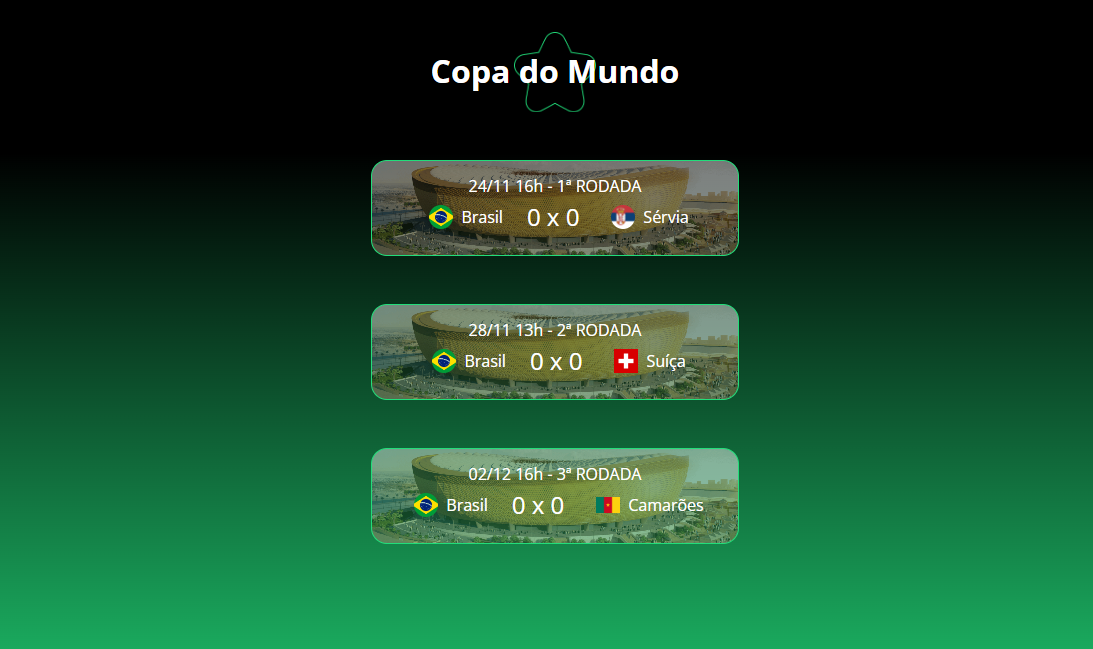 Copa do Mundo
24/11 16h - 1ª RODADA
Brasil 0 x 0 Sérvia
28/11 13h - 2ª RODADA
Brasil 0 x 0 Suíça
02/12 16h - 3ª RODADA
Brasil 0 x 0 Camarões